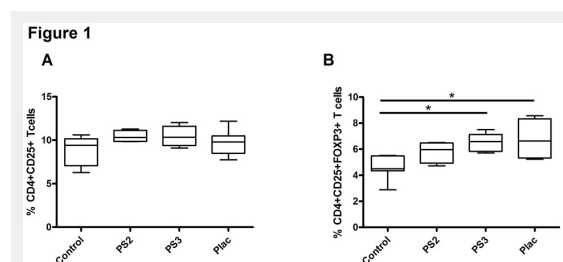 Figure 1
A
B
% CD4+CD25+ Tcells
15
10
5
0
Control
PS2
PS3
Plac
% CD4+CD25+FOXP3+ T cells
10
8
6
4
2
0
*
*
Control
PS2
PS3
Plac